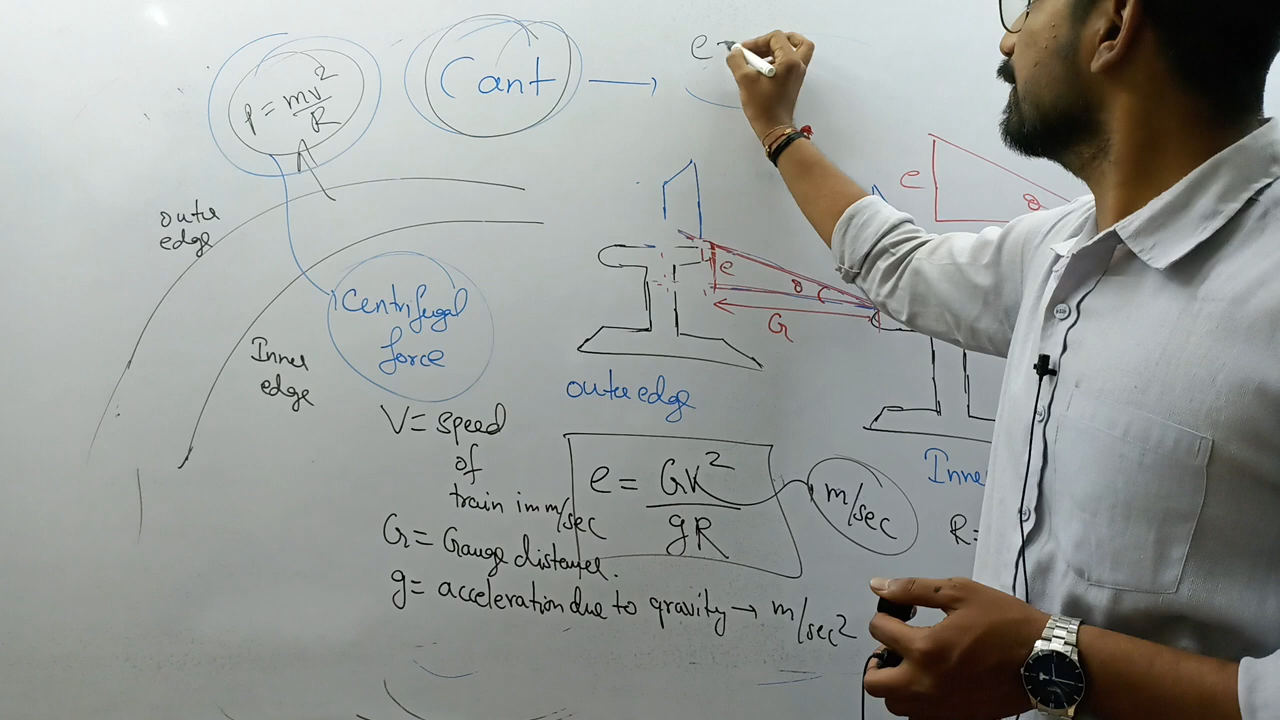 P = mv²/R
Cant → e
outer
edge
e
θ
e
θ
G
Centrifugal
force
Inner
edge
outer edge
Inne
V = speed
of
train in m/sec
e = GV²/gR
m/sec
R=
G = Gauge distance.
g = acceleration due to gravity → m/sec²